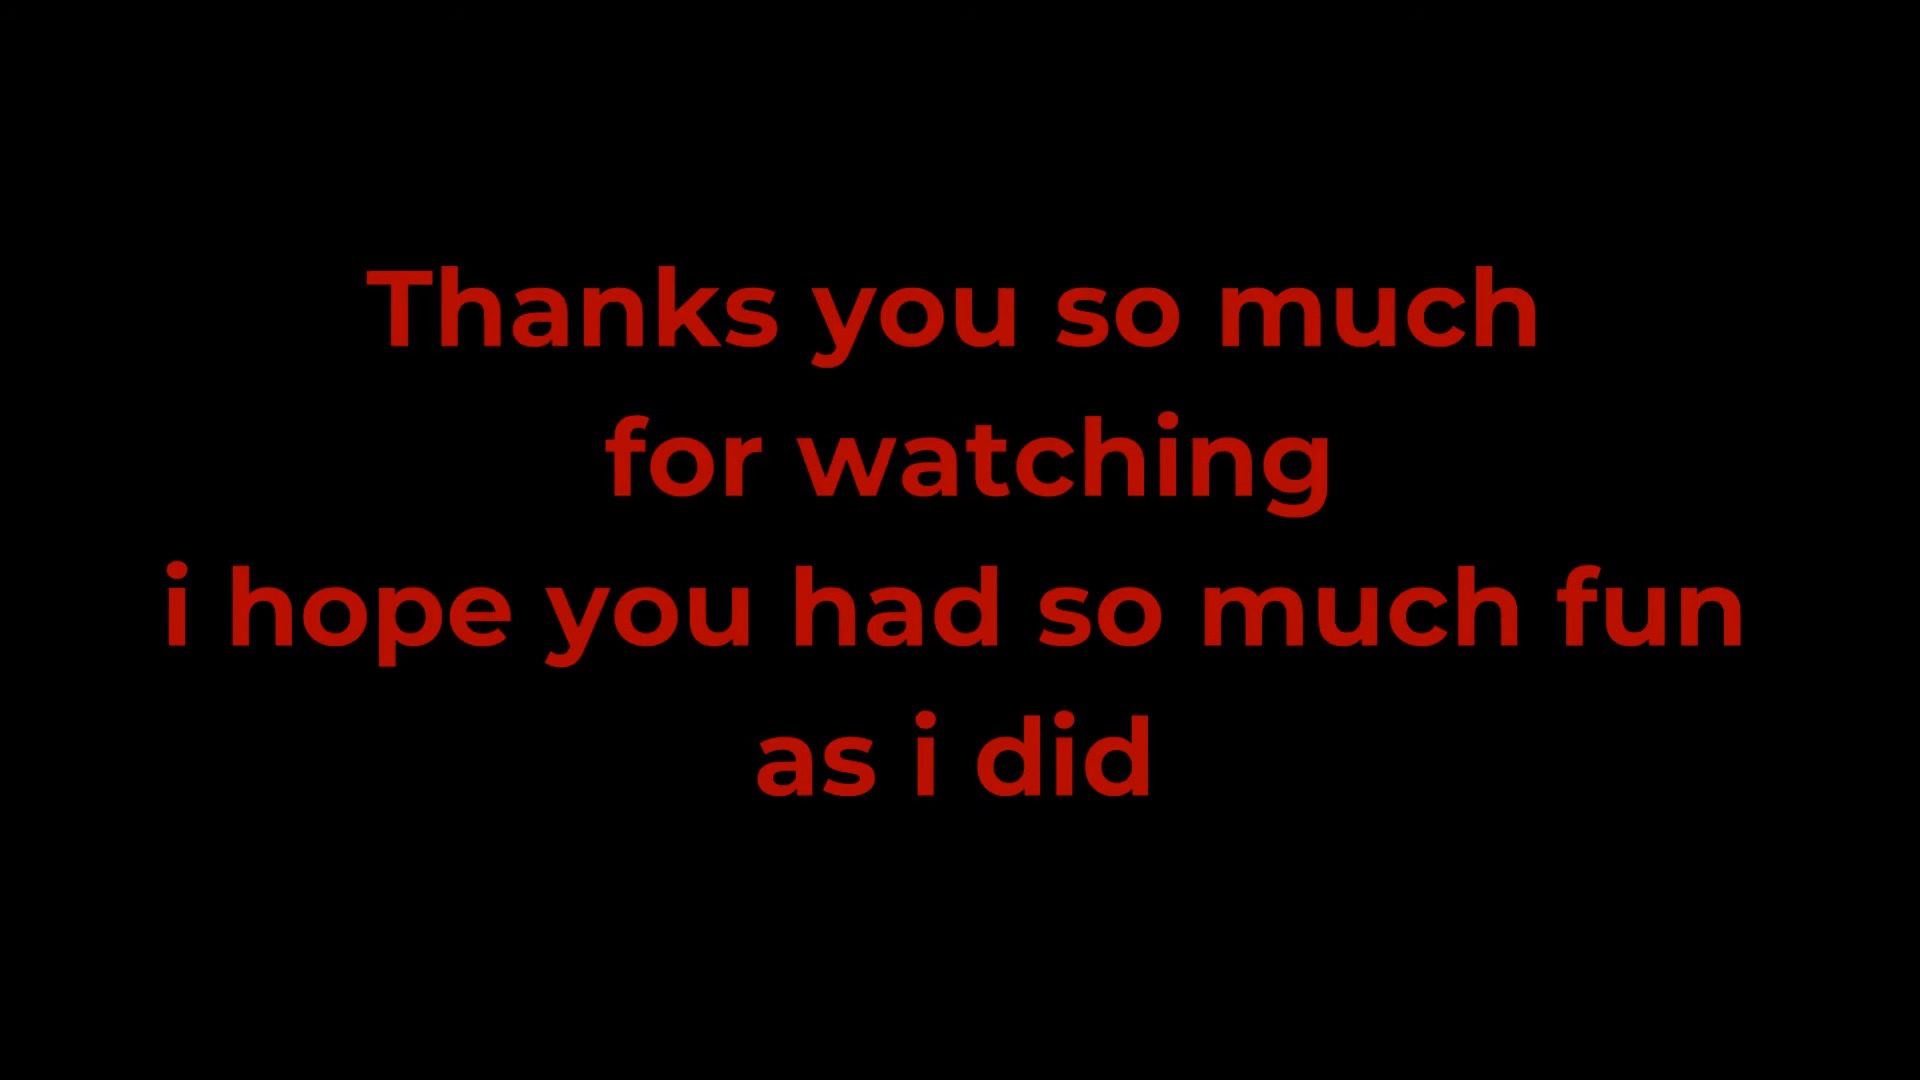 Thanks you so much
for watching
i hope you had so much fun
as i did